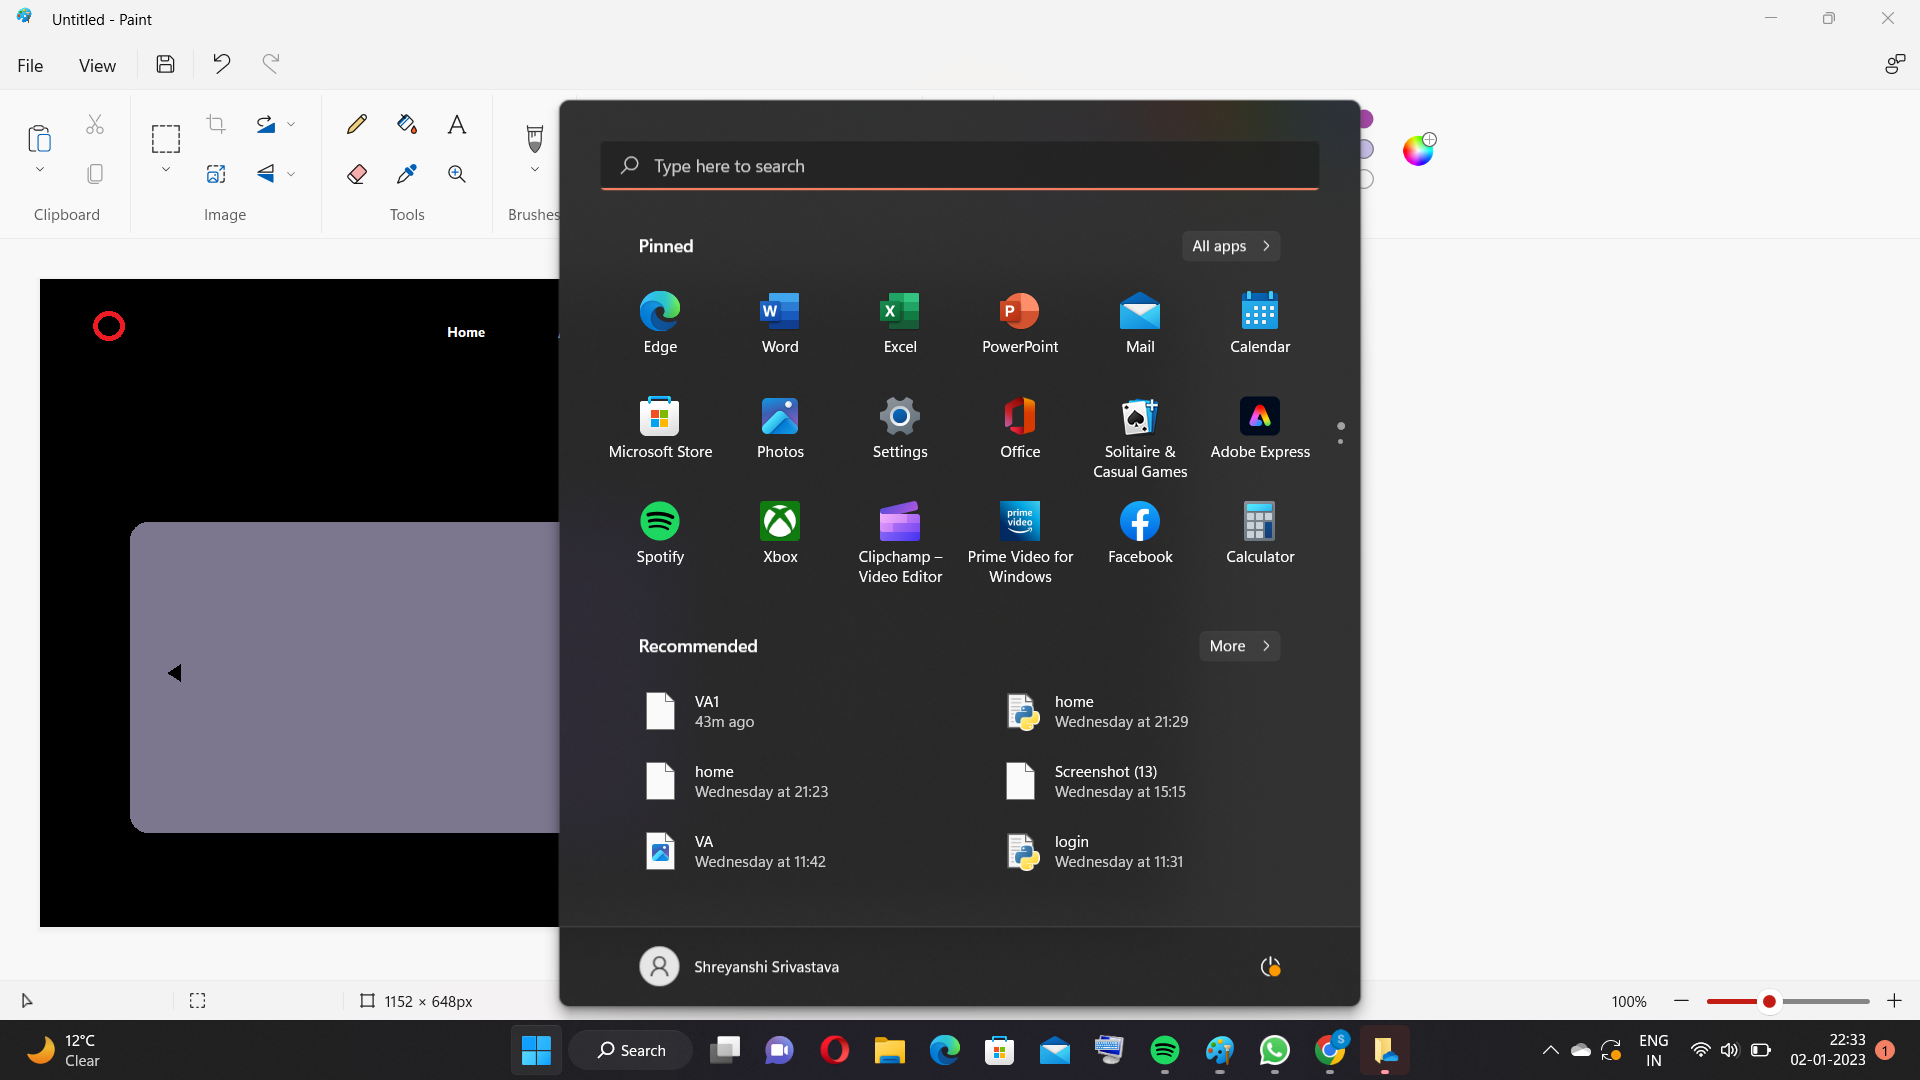 Untitled - Paint
File
View
Clipboard
Image
Tools
Brushes
Home
Type here to search
Pinned
All apps
Edge
Word
Excel
PowerPoint
Mail
Calendar
Microsoft Store
Photos
Settings
Office
Solitaire &
Casual Games
Adobe Express
prime
video
Spotify
Xbox
Clipchamp –
Video Editor
Prime Video for
Windows
Facebook
Calculator
Recommended
More
VA1
43m ago
home
Wednesday at 21:29
home
Wednesday at 21:23
Screenshot (13)
Wednesday at 15:15
VA
Wednesday at 11:42
login
Wednesday at 11:31
Shreyanshi Srivastava
1152 × 648px
100%
12°C
Clear
Search
S
ENG
IN
22:33
02-01-2023
1